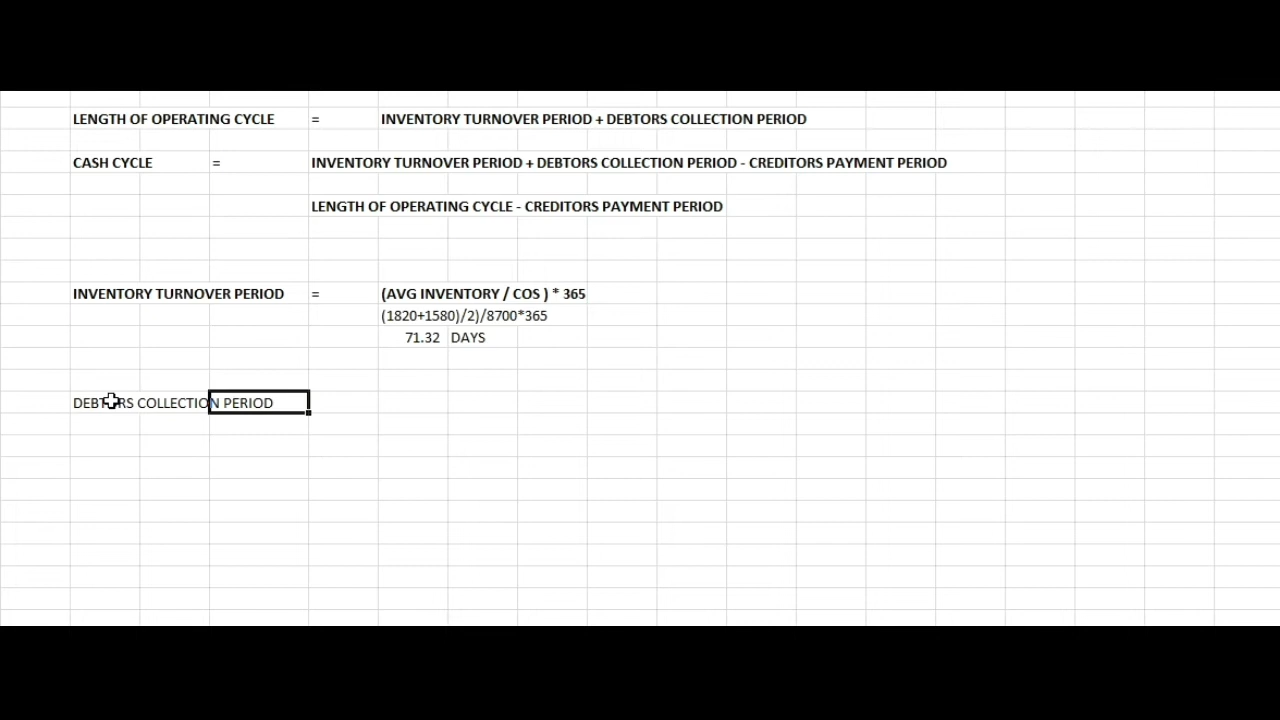 LENGTH OF OPERATING CYCLE = INVENTORY TURNOVER PERIOD + DEBTORS COLLECTION PERIOD
CASH CYCLE = INVENTORY TURNOVER PERIOD + DEBTORS COLLECTION PERIOD - CREDITORS PAYMENT PERIOD
LENGTH OF OPERATING CYCLE - CREDITORS PAYMENT PERIOD
INVENTORY TURNOVER PERIOD = (AVG INVENTORY / COS ) * 365
(1820+1580)/2)/8700*365
71.32 DAYS
DEBTORS COLLECTION PERIOD